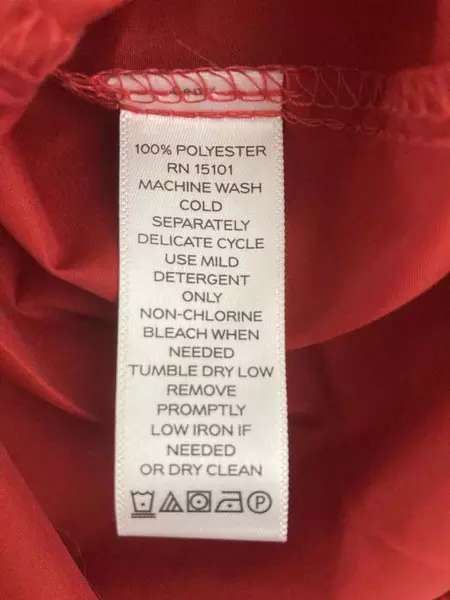 100% POLYESTER
RN 15101
MACHINE WASH
COLD
SEPARATELY
DELICATE CYCLE
USE MILD
DETERGENT
ONLY
NON-CHLORINE
BLEACH WHEN
NEEDED
TUMBLE DRY LOW
REMOVE
PROMPTLY
LOW IRON IF
NEEDED
OR DRY CLEAN
P